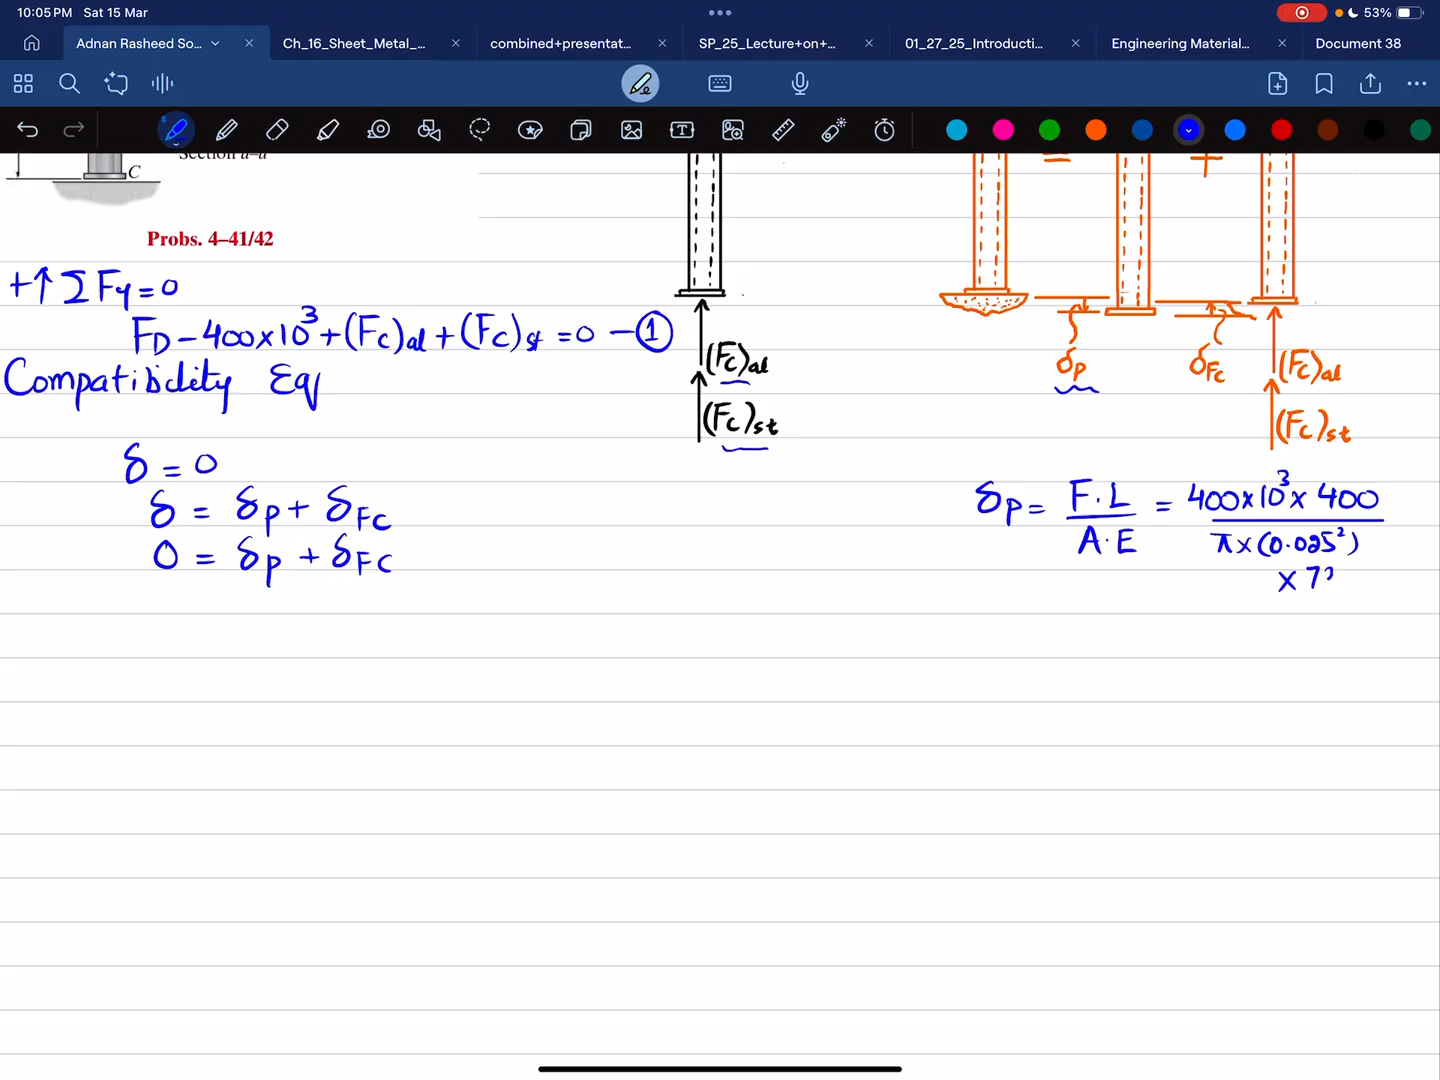 10:05 PM Sat 15 Mar
53%
Adnan Rasheed So...
Ch_16_Sheet_Metal_...
combined+presentat...
SP_25_Lecture+on+...
01_27_25_Introducti...
Engineering Material...
Document 38
Section a–a
C
Probs. 4–41/42
= +
+↑ ΣFy = 0
F_D − 400×10³ + (Fc)al + (Fc)st = 0 — ①
Compatibility Eq
(Fc)al
(Fc)st
δp
δFc
(Fc)al
(Fc)st
δ = 0
δ = δp + δFc
0 = δp + δFc
δp = F·L / A·E = 400×10³ × 400 / π×(0.025²)